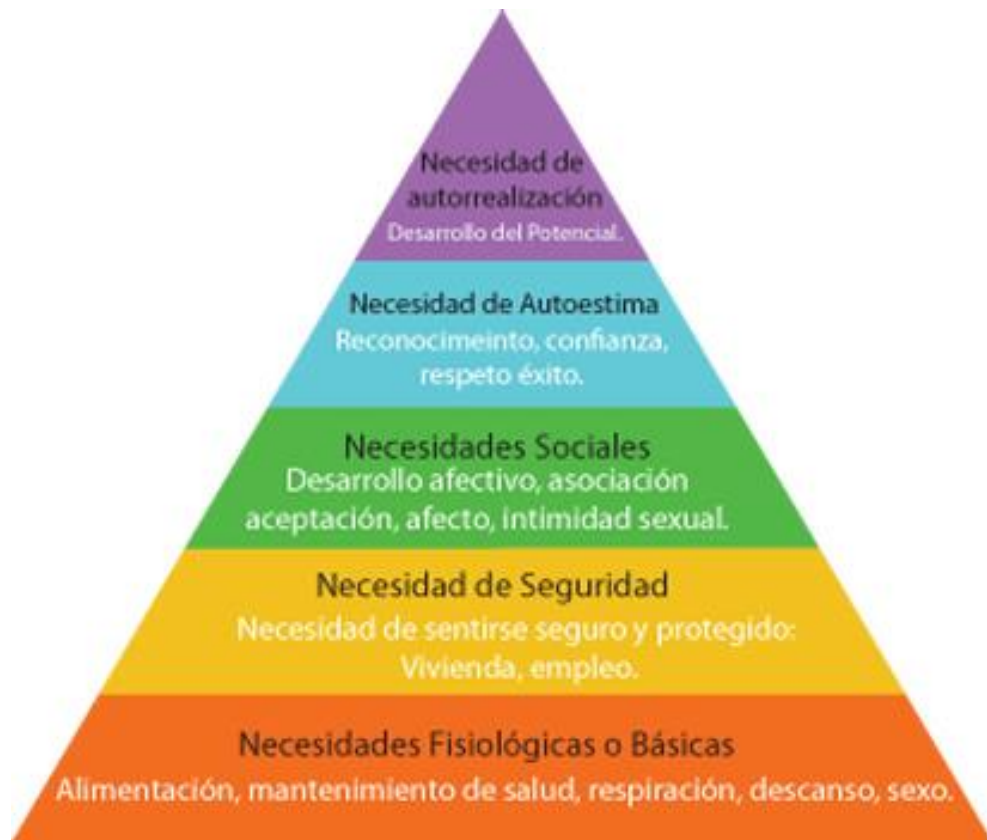 Necesidad de
autorrealización
Desarrollo del Potencial.
Necesidad de Autoestima
Reconocimeinto, confianza,
respeto éxito.
Necesidades Sociales
Desarrollo afectivo, asociación
aceptación, afecto, intimidad sexual.
Necesidad de Seguridad
Necesidad de sentirse seguro y protegido:
Vivienda, empleo.
Necesidades Fisiológicas o Básicas
Alimentación, mantenimiento de salud, respiración, descanso, sexo.